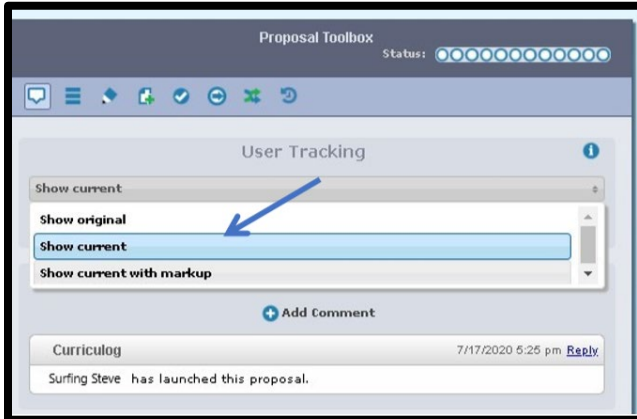 Proposal Toolbox
Status:
User Tracking
Show current
Show original
Show current
Show current with markup
Add Comment
Curriculog 7/17/2020 5:25 pm Reply
Surfing Steve has launched this proposal.